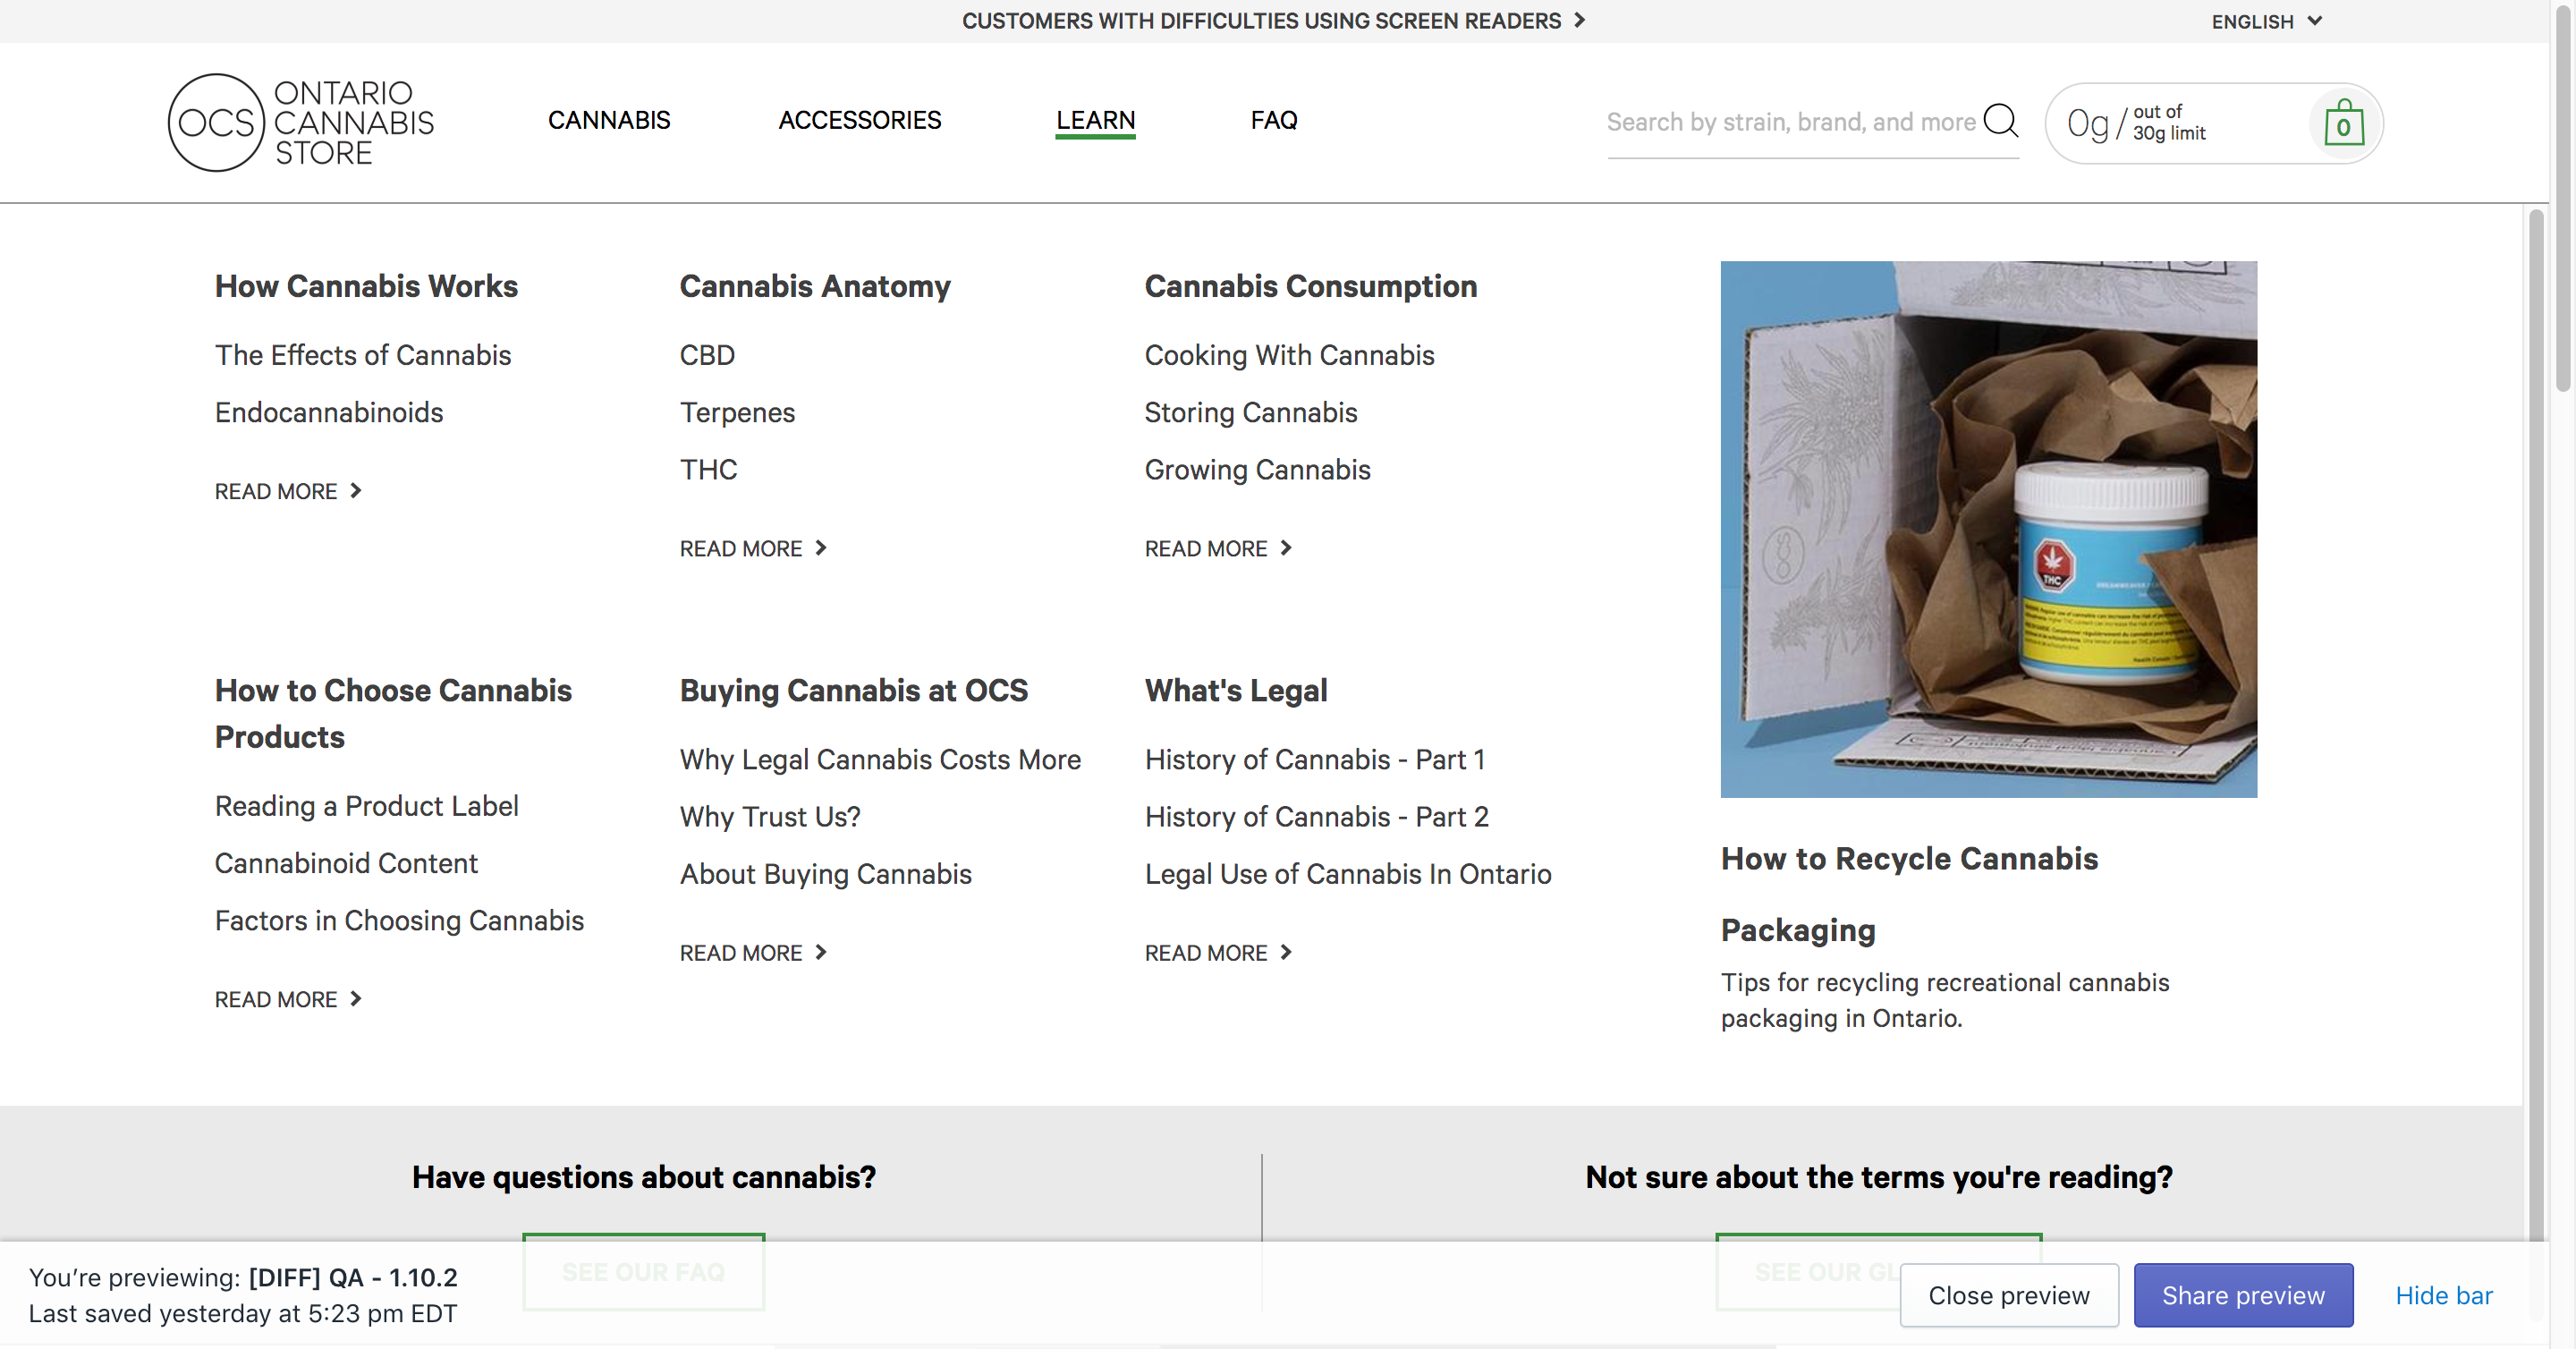 CUSTOMERS WITH DIFFICULTIES USING SCREEN READERS
ENGLISH
OCS
ONTARIO
CANNABIS
STORE
CANNABIS
ACCESSORIES
LEARN
FAQ
Search by strain, brand, and more
0g / out of
30g limit
0
How Cannabis Works
The Effects of Cannabis
Endocannabinoids
READ MORE
Cannabis Anatomy
CBD
Terpenes
THC
READ MORE
Cannabis Consumption
Cooking With Cannabis
Storing Cannabis
Growing Cannabis
READ MORE
How to Choose Cannabis
Products
Reading a Product Label
Cannabinoid Content
Factors in Choosing Cannabis
READ MORE
Buying Cannabis at OCS
Why Legal Cannabis Costs More
Why Trust Us?
About Buying Cannabis
READ MORE
What's Legal
History of Cannabis - Part 1
History of Cannabis - Part 2
Legal Use of Cannabis In Ontario
READ MORE
OCS
THC
How to Recycle Cannabis
Packaging
Tips for recycling recreational cannabis
packaging in Ontario.
Have questions about cannabis?
SEE OUR FAQ
Not sure about the terms you're reading?
SEE OUR GL
You're previewing: [DIFF] QA - 1.10.2
Last saved yesterday at 5:23 pm EDT
Close preview
Share preview
Hide bar